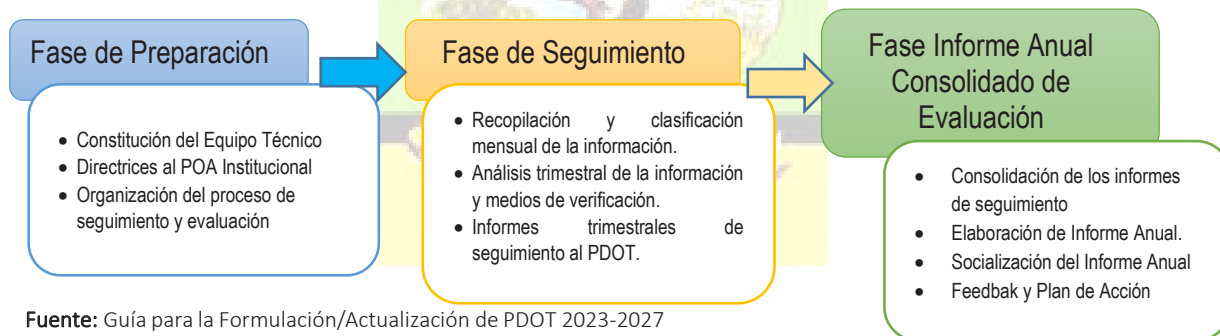 Fase de Preparación
• Constitución del Equipo Técnico
• Directrices al POA Institucional
• Organización del proceso de
seguimiento y evaluación
Fase de Seguimiento
• Recopilación y clasificación
mensual de la información.
• Análisis trimestral de la información
y medios de verificación.
• Informes trimestrales de
seguimiento al PDOT.
Fase Informe Anual
Consolidado de
Evaluación
• Consolidación de los informes
de seguimiento
• Elaboración de Informe Anual.
• Socialización del Informe Anual
• Feedbak y Plan de Acción
Fuente: Guía para la Formulación/Actualización de PDOT 2023-2027